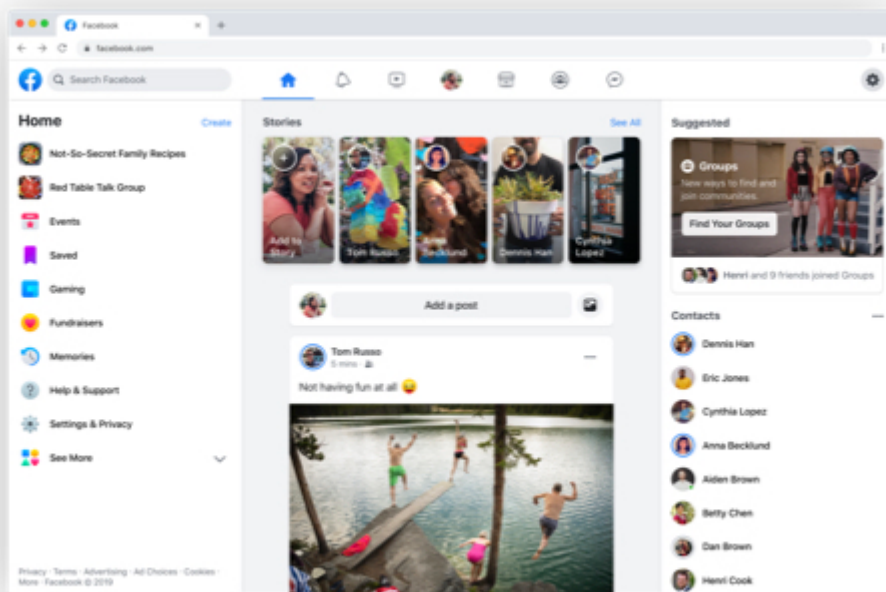 Facebook
facebook.com
Search Facebook
Home
Create
Not-So-Secret Family Recipes
Red Table Talk Group
Events
Saved
Gaming
Fundraisers
Memories
Help & Support
Settings & Privacy
See More
Privacy · Terms · Advertising · Ad Choices · Cookies ·
More · Facebook © 2019
Stories
See All
Add to
Story
Tom Russo
Anna
Becklund
Dennis Han
Cynthia
Lopez
Add a post
Tom Russo
5 mins ·
Not having fun at all
Suggested
Groups
New ways to find and
join communities.
Find Your Groups
Henri and 9 friends joined Groups
Contacts
Dennis Han
Eric Jones
Cynthia Lopez
Anna Becklund
Aiden Brown
Betty Chen
Dan Brown
Henri Cook